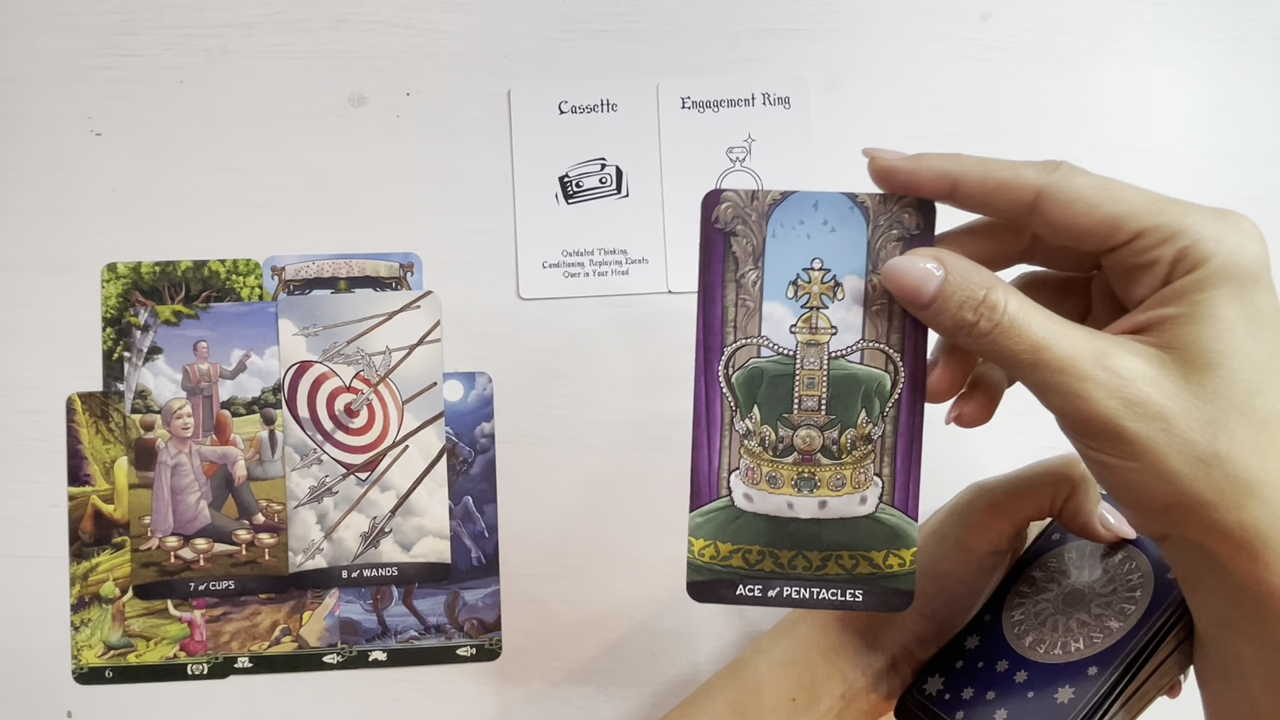 Cassette
Outdated Thinking,
Conditioning, Replaying Events
Over in Your Head
Engagement Ring
7 of CUPS
8 of WANDS
ACE of PENTACLES
6